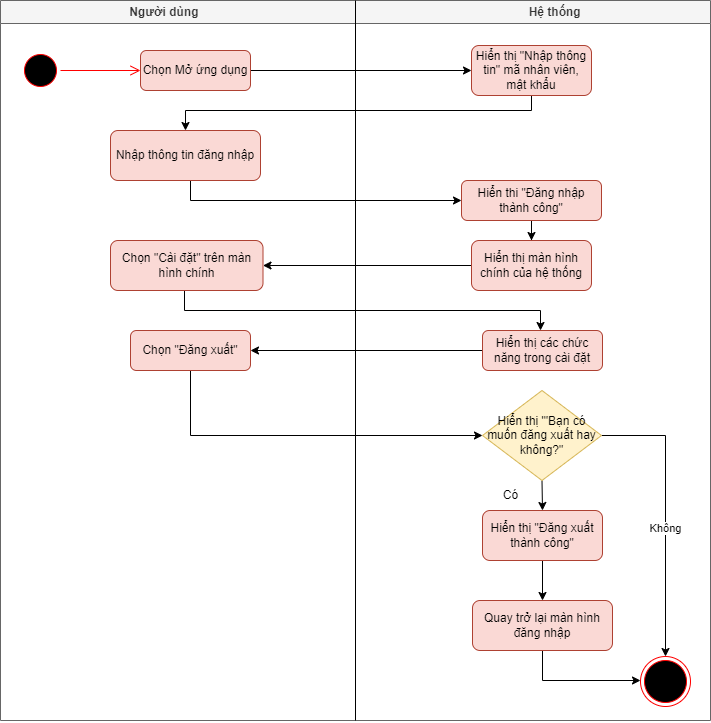 Người dùng
Hệ thống
Chọn Mở ứng dụng
Hiển thị "Nhập thông
tin" mã nhân viên,
mật khẩu
Nhập thông tin đăng nhập
Hiển thị "Đăng nhập
thành công"
Chọn "Cài đặt" trên màn
hình chính
Hiển thị màn hình
chính của hệ thống
Chọn "Đăng xuất"
Hiển thị các chức
năng trong cài đặt
Hiển thị "'Bạn có
muốn đăng xuất hay
không?"
Có
Không
Hiển thị "Đăng xuất
thành công"
Quay trở lại màn hình
đăng nhập